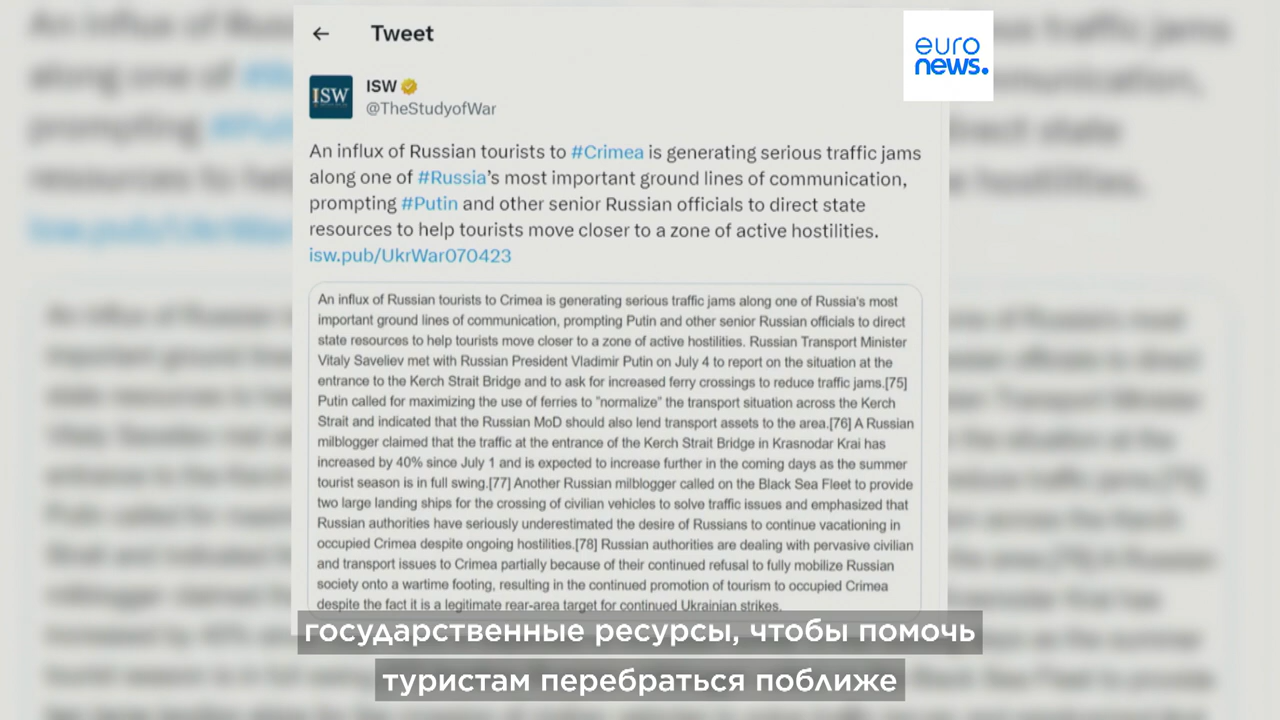 Tweet
euro
news.
ISW
ISW
@TheStudyofWar
An influx of Russian tourists to #Crimea is generating serious traffic jams
along one of #Russia's most important ground lines of communication,
prompting #Putin and other senior Russian officials to direct state
resources to help tourists move closer to a zone of active hostilities.
isw.pub/UkrWar070423
An influx of Russian tourists to Crimea is generating serious traffic jams along one of Russia's most
important ground lines of communication, prompting Putin and other senior Russian officials to direct
state resources to help tourists move closer to a zone of active hostilities. Russian Transport Minister
Vitaly Saveliev met with Russian President Vladimir Putin on July 4 to report on the situation at the
entrance to the Kerch Strait Bridge and to ask for increased ferry crossings to reduce traffic jams.[75]
Putin called for maximizing the use of ferries to "normalize" the transport situation across the Kerch
Strait and indicated that the Russian MoD should also lend transport assets to the area.[76] A Russian
milblogger claimed that the traffic at the entrance of the Kerch Strait Bridge in Krasnodar Krai has
increased by 40% since July 1 and is expected to increase further in the coming days as the summer
tourist season is in full swing.[77] Another Russian milblogger called on the Black Sea Fleet to provide
two large landing ships for the crossing of civilian vehicles to solve traffic issues and emphasized that
Russian authorities have seriously underestimated the desire of Russians to continue vacationing in
occupied Crimea despite ongoing hostilities.[78] Russian authorities are dealing with pervasive civilian
and transport issues to Crimea partially because of their continued refusal to fully mobilize Russian
society onto a wartime footing, resulting in the continued promotion of tourism to occupied Crimea
despite the fact it is a legitimate rear-area target for continued Ukrainian strikes.
государственные ресурсы, чтобы помочь
туристам перебраться поближе